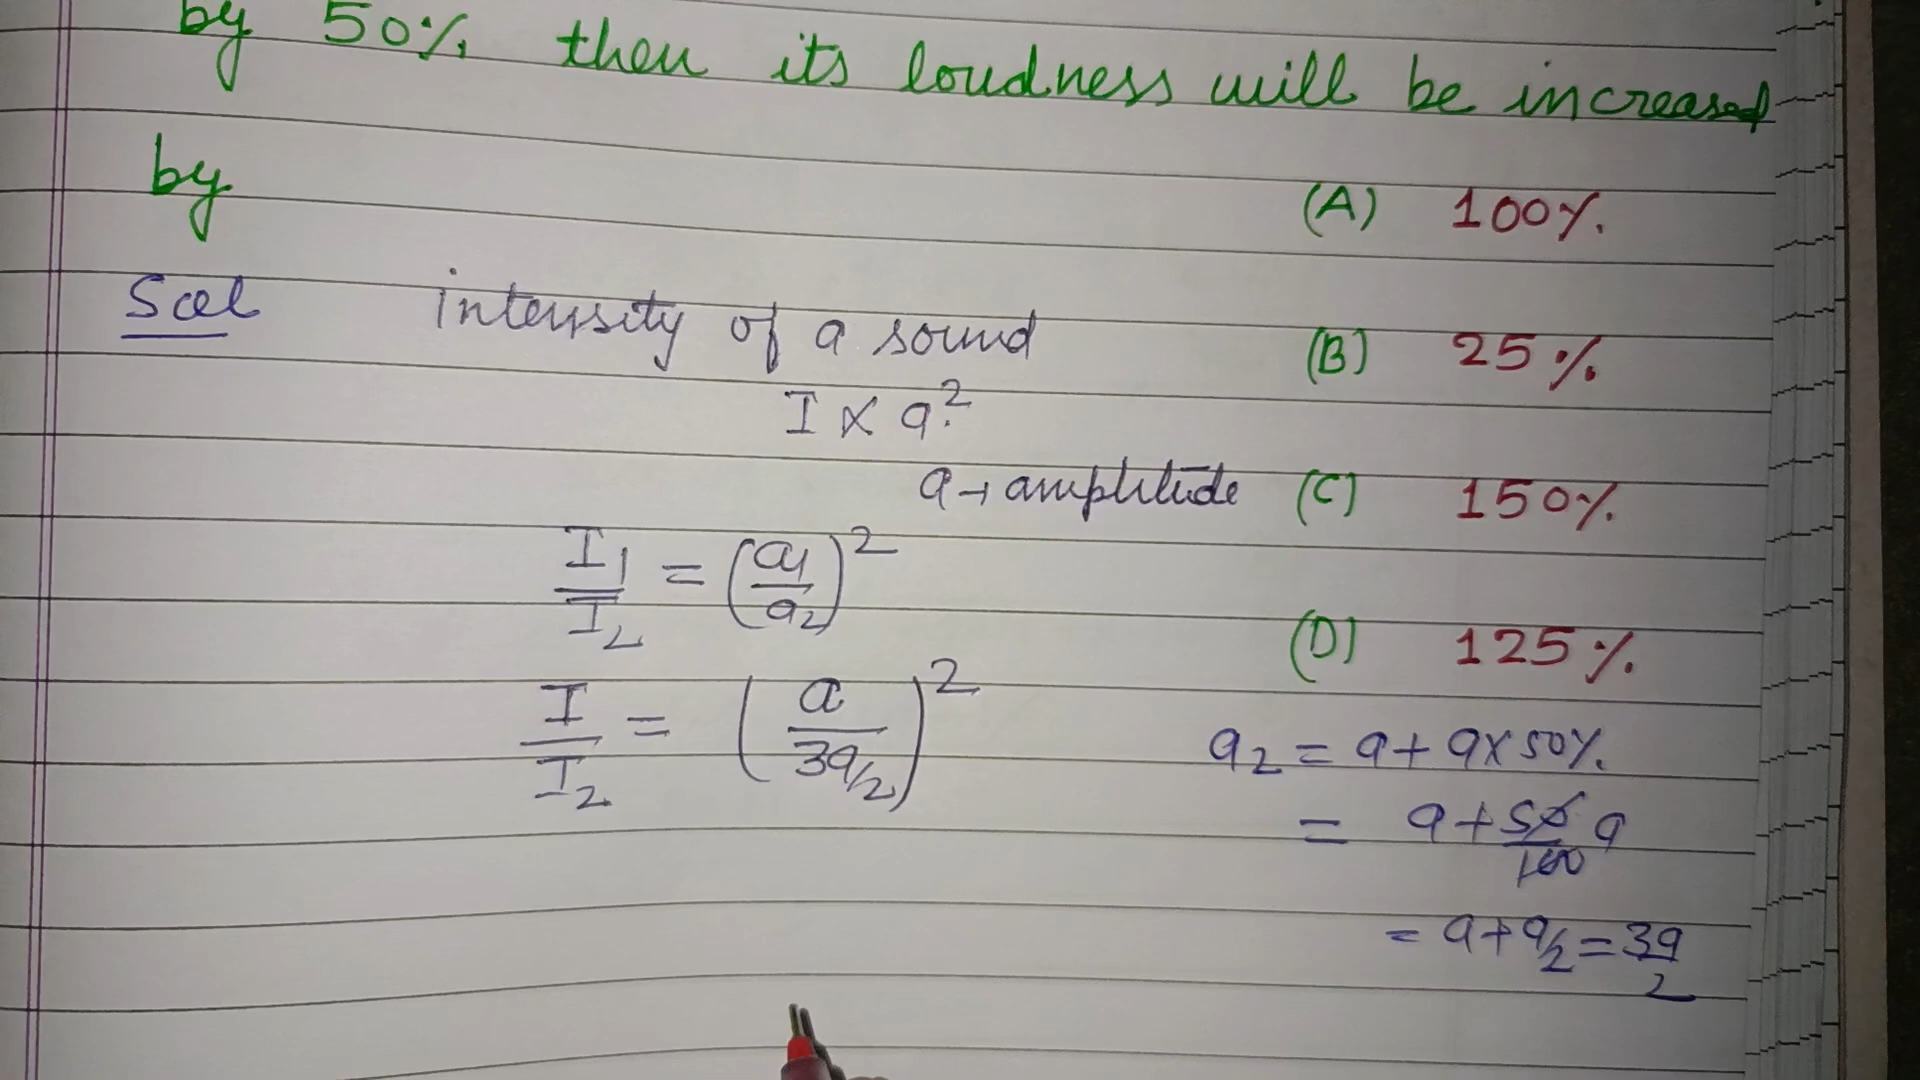 by 50% then its loudness will be increased
by
(A) 100%.
Sol intensity of a sound
(B) 25%.
I ∝ a².
a → amplitude
(C) 150%.
I₁/I₂ = (a₁/a₂)²
(D) 125%.
I/I₂ = (a/3a/2)²
a₂ = a + a×50%.
= a + 50/100 a
= a + a/2 = 3a/2